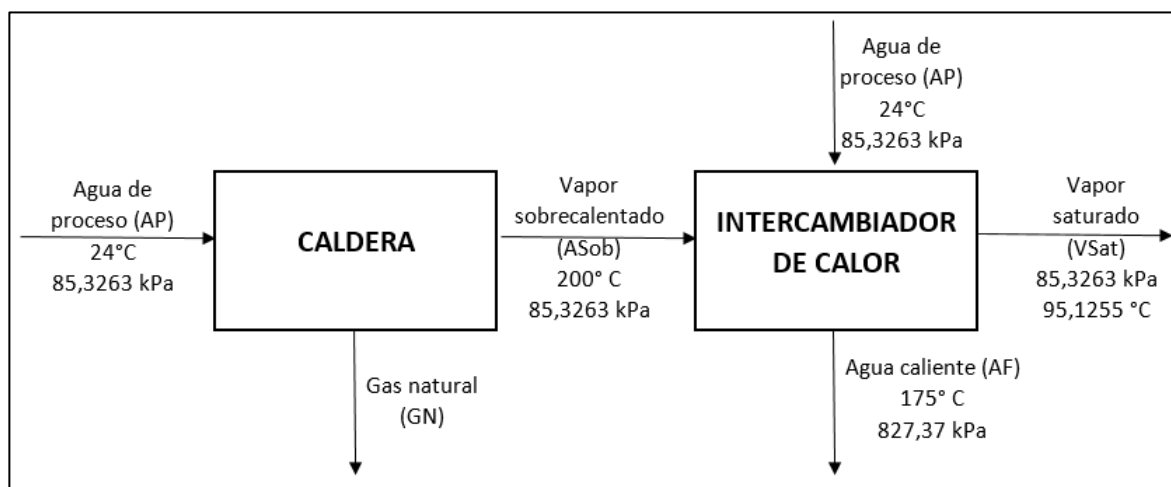 Agua de
proceso (AP)
24°C
85,3263 kPa
CALDERA
Gas natural
(GN)
Vapor
sobrecalentado
(ASob)
200° C
85,3263 kPa
Agua de
proceso (AP)
24°C
85,3263 kPa
INTERCAMBIADOR
DE CALOR
Agua caliente (AF)
175° C
827,37 kPa
Vapor
saturado
(VSat)
85,3263 kPa
95,1255 °C